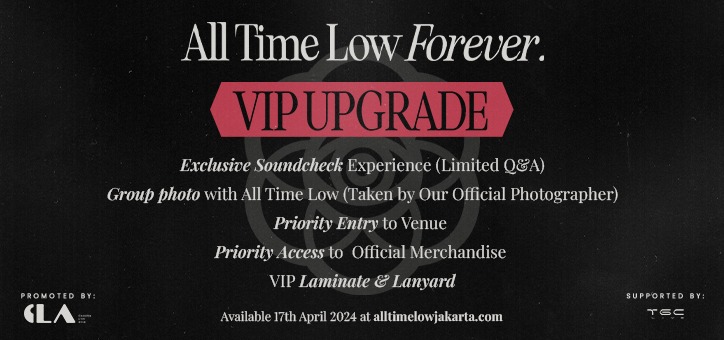 All Time Low Forever.
VIP UPGRADE
Exclusive Soundcheck Experience (Limited Q&A)
Group photo with All Time Low (Taken by Our Official Photographer)
Priority Entry to Venue
Priority Access to Official Merchandise
VIP Laminate & Lanyard
PROMOTED BY:
CLA
SUPPORTED BY:
TGC
LIVE
Available 17th April 2024 at alltimelowjakarta.com